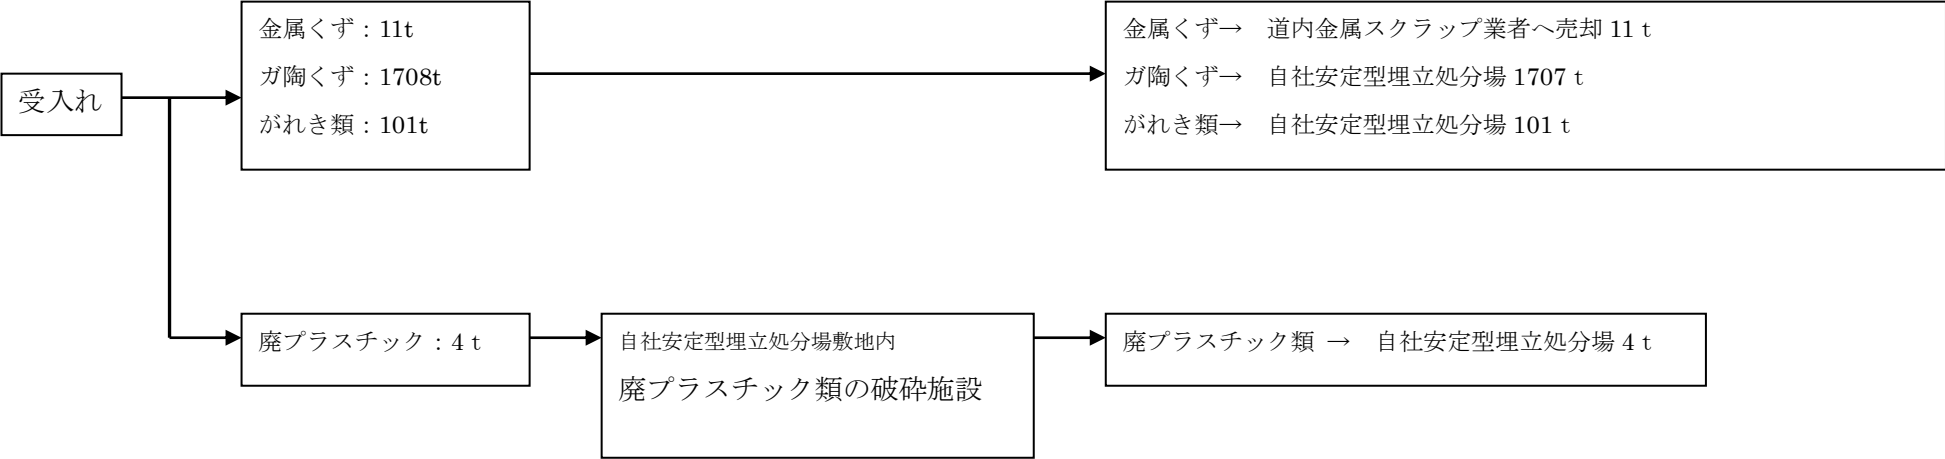 受入れ
金属くず：11t
ガ陶くず：1708t
がれき類：101t
金属くず→　道内金属スクラップ業者へ売却 11 t
ガ陶くず→　自社安定型埋立処分場 1707 t
がれき類→　自社安定型埋立処分場 101 t
廃プラスチック：4 t
自社安定型埋立処分場敷地内
廃プラスチック類の破砕施設
廃プラスチック類 →　自社安定型埋立処分場 4 t